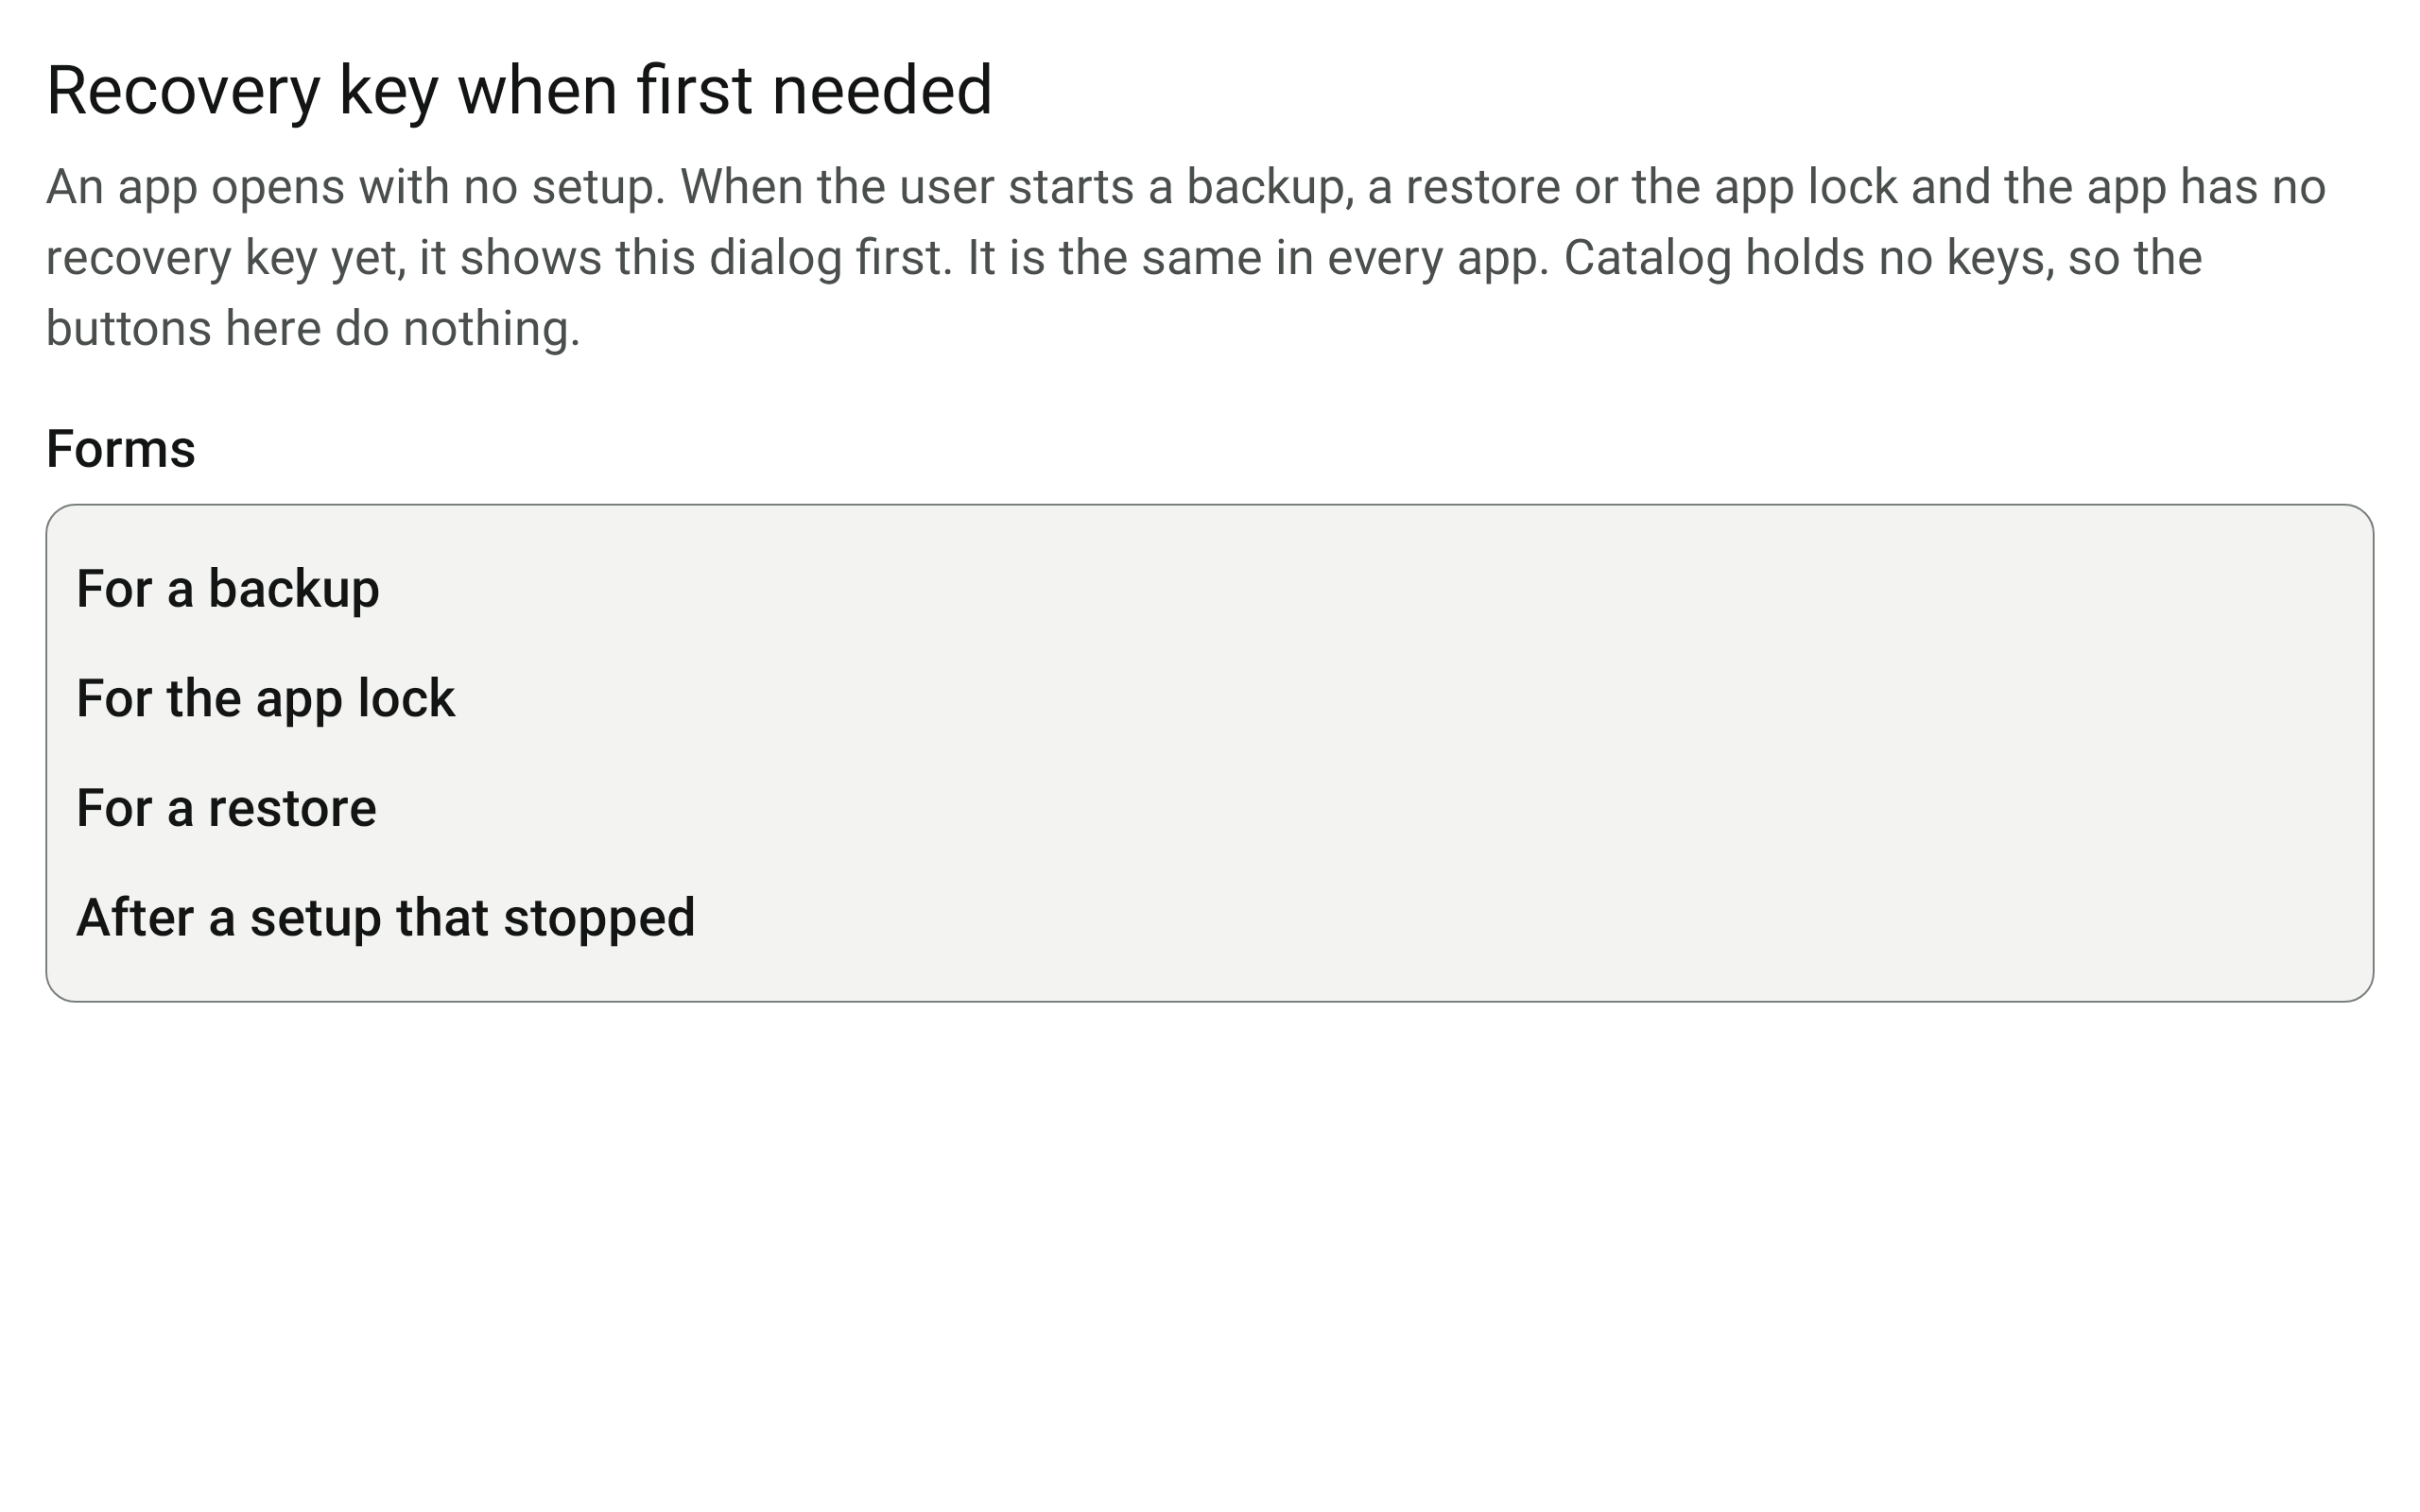 Recovery key when first needed
An app opens with no setup. When the user starts a backup, a restore or the app lock and the app has no
recovery key yet, it shows this dialog first. It is the same in every app. Catalog holds no keys, so the
buttons here do nothing.
Forms
For a backup
For the app lock
For a restore
After a setup that stopped